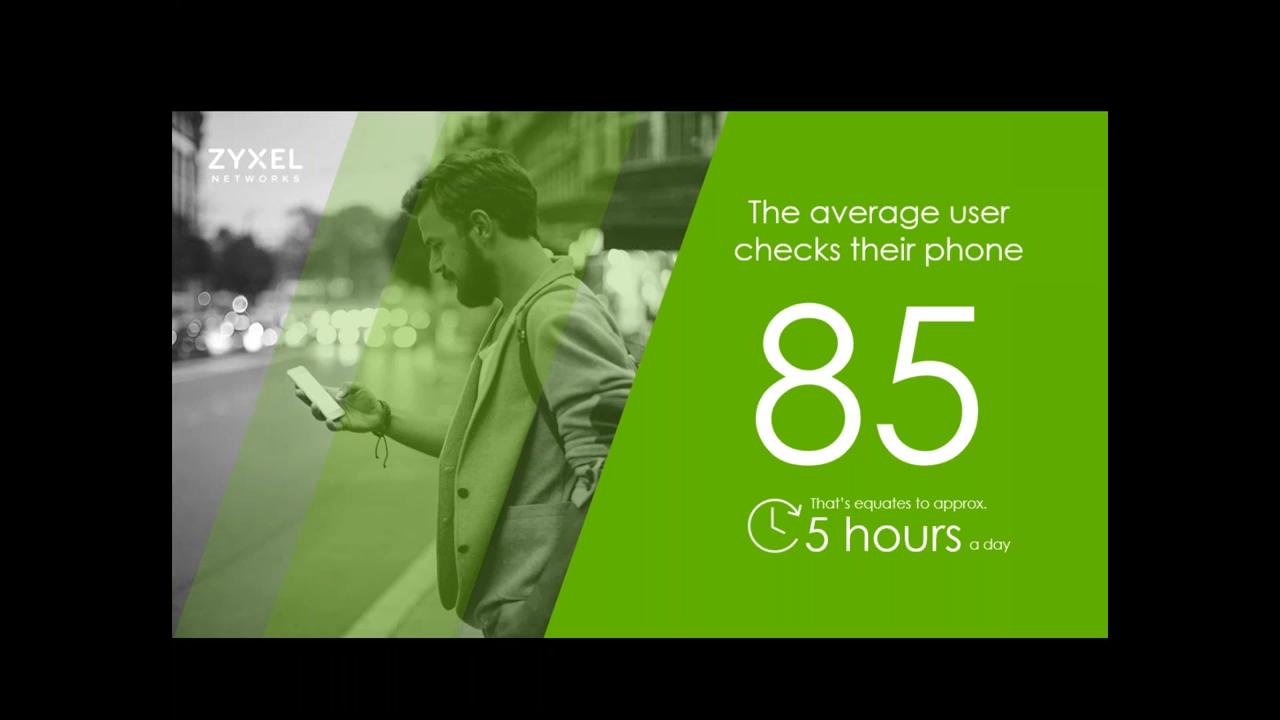 ZYXEL
NETWORKS
The average user
checks their phone
85
That's equates to approx.
5 hours a day